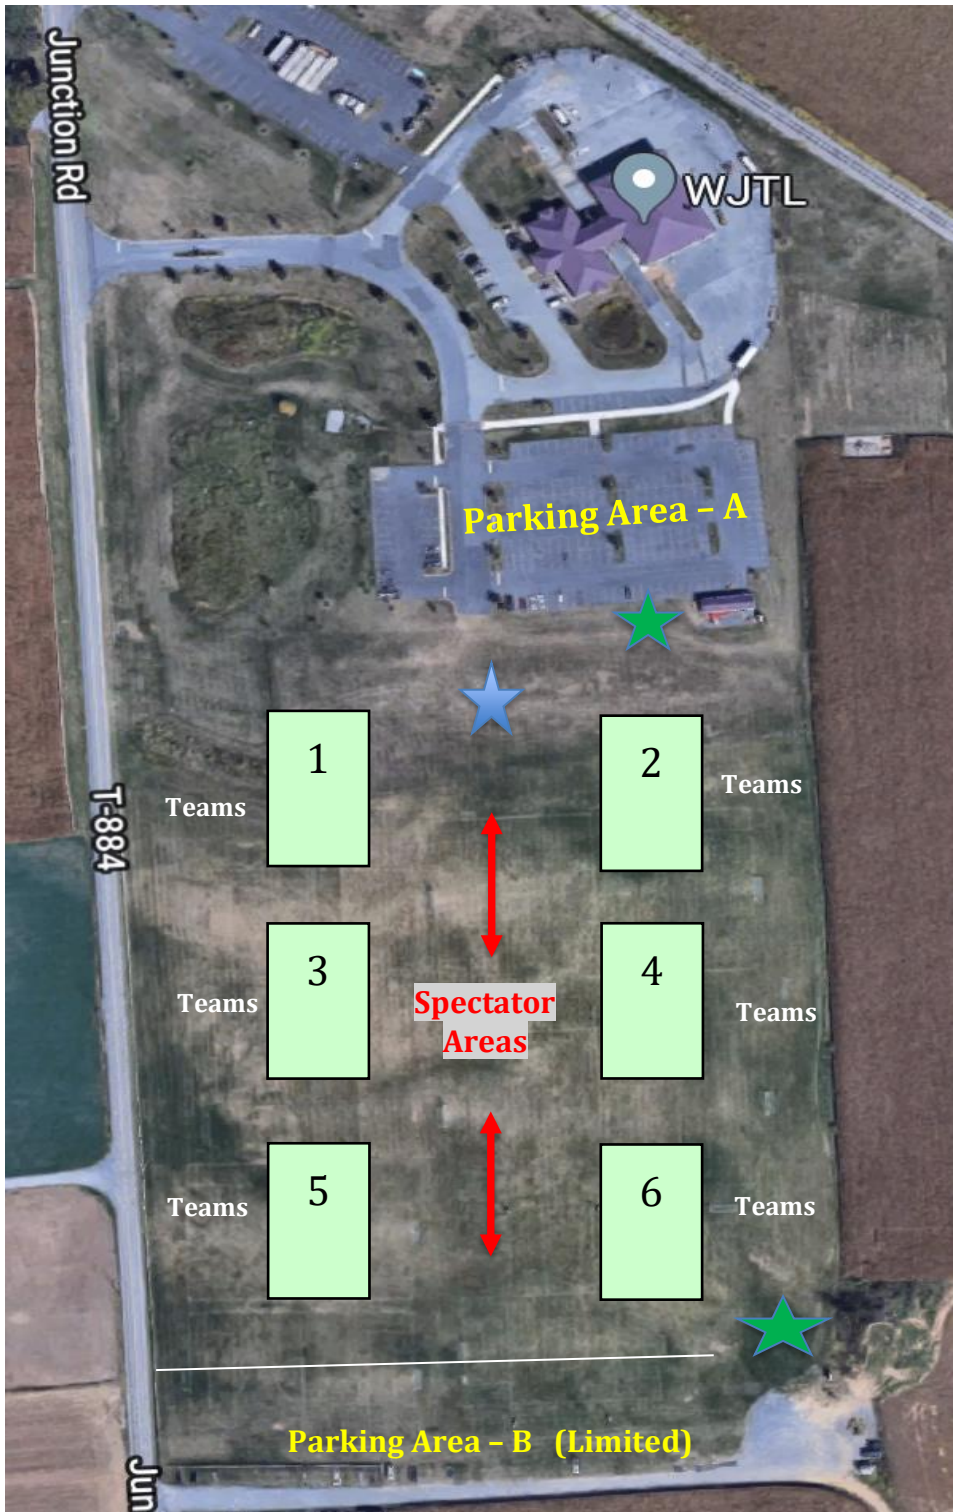 Junction Rd
WJTL
Parking Area – A
1
2
Teams
Teams
T-884
3
4
Teams
Spectator
Areas
Teams
5
6
Teams
Teams
Parking Area – B (Limited)
Jun